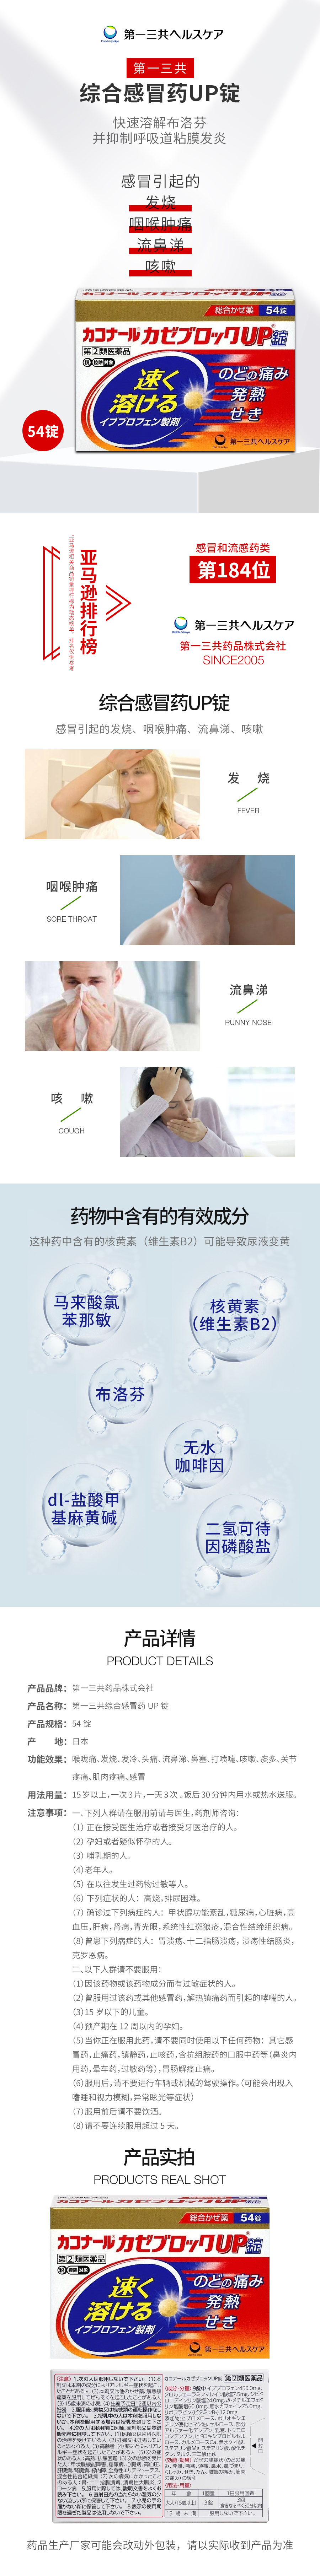 第一三共ヘルスケア
第一三共
综合感冒药UP锭
快速溶解布洛芬
并抑制呼吸道粘膜发炎
感冒引起的
发烧
咽喉肿痛
流鼻涕
咳嗽
総合かぜ薬 54錠
カコナール カゼブロックUP錠
第②類医薬品
速く
溶ける
イブプロフェン製剤
のどの痛み
発熱
せき
第一三共ヘルスケア
54锭
亚马逊排行榜
感冒和流感药类
第184位
第一三共ヘルスケア
第一三共药品株式会社
SINCE2005
综合感冒药UP锭
感冒引起的发烧、咽喉肿痛、流鼻涕、咳嗽
发 烧
FEVER
咽喉肿痛
SORE THROAT
流鼻涕
RUNNY NOSE
咳 嗽
COUGH
药物中含有的有效成分
这种药中含有的核黄素（维生素B2）可能导致尿液变黄
马来酸氯
苯那敏
核黄素
（维生素B2）
布洛芬
无水
咖啡因
dl-盐酸甲
基麻黄碱
二氢可待
因磷酸盐
产品详情
PRODUCT DETAILS
产品品牌：第一三共药品株式会社
产品名称：第一三共综合感冒药 UP 锭
产品规格：54 锭
产 地：日本
功能效果：喉咙痛、发烧、发冷、头痛、流鼻涕、鼻塞、打喷嚏、咳嗽、痰多、关节
疼痛、肌肉疼痛、感冒
用法用量：15岁以上，一次3片，一天3次。饭后30分钟内用水或热水送服。
注意事项：一、下列人群请在服用前请与医生，药剂师咨询：
（1）正在接受医生治疗或者接受牙医治疗的人。
（2）孕妇或者疑似怀孕的人。
（3）哺乳期的人。
（4）老年人。
（5）在以往发生过药物过敏等人。
（6）下列症状的人：高烧，排尿困难。
（7）确诊过下列病症的人：甲状腺功能紊乱，糖尿病，心脏病，高
血压，肝病，肾病，青光眼，系统性红斑狼疮，混合性结缔组织病。
（8）曾患下列病症的人：胃溃疡、十二指肠溃疡，溃疡性结肠炎，
克罗恩病。
二、以下人群请不要服用：
（1）因该药物或该药物成分而有过敏症状的人。
（2）曾服用过该药或其他感冒药，解热镇痛药而引起的哮喘的人。
（3）15 岁以下的儿童。
（4）预产期在 12 周以内的孕妇。
（5）当你正在服用此药，请不要同时使用以下任何药物：其它感
冒药，止痛药，镇静药，止咳药，含抗组胺药的口服中药等（鼻炎内
用药，晕车药，过敏药等），胃肠解痉止痛。
（6）服用后，请不要进行车辆或机械的驾驶操作。（可能会出现入
嗜睡和视力模糊，异常眩光等症状）
（7）服用前后请不要饮酒。
（8）请不要连续服用超过 5 天。
产品实拍
PRODUCTS REAL SHOT
総合かぜ薬 54錠
カコナール カゼブロックUP錠
第②類医薬品
速く
溶ける
イブプロフェン製剤
のどの痛み
発熱
せき
第一三共ヘルスケア
药品生产厂家可能会改动外包装，请以实际收到产品为准